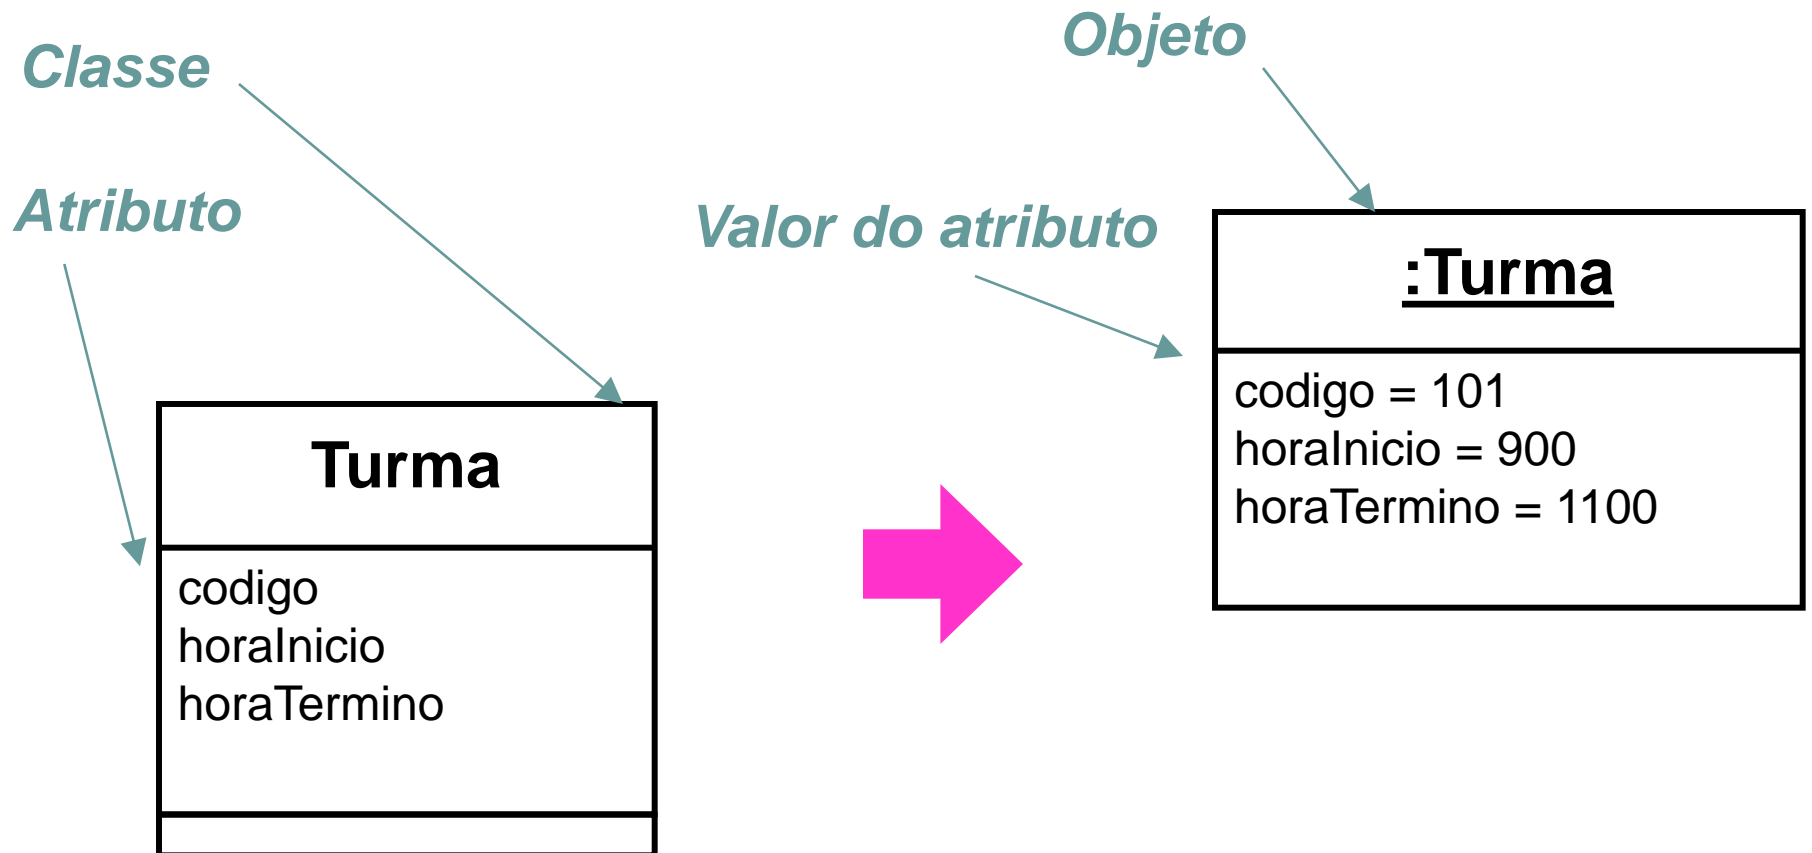 Classe
Atributo
Turma
codigo
horaInicio
horaTermino
Objeto
Valor do atributo
:Turma
codigo = 101
horaInicio = 900
horaTermino = 1100